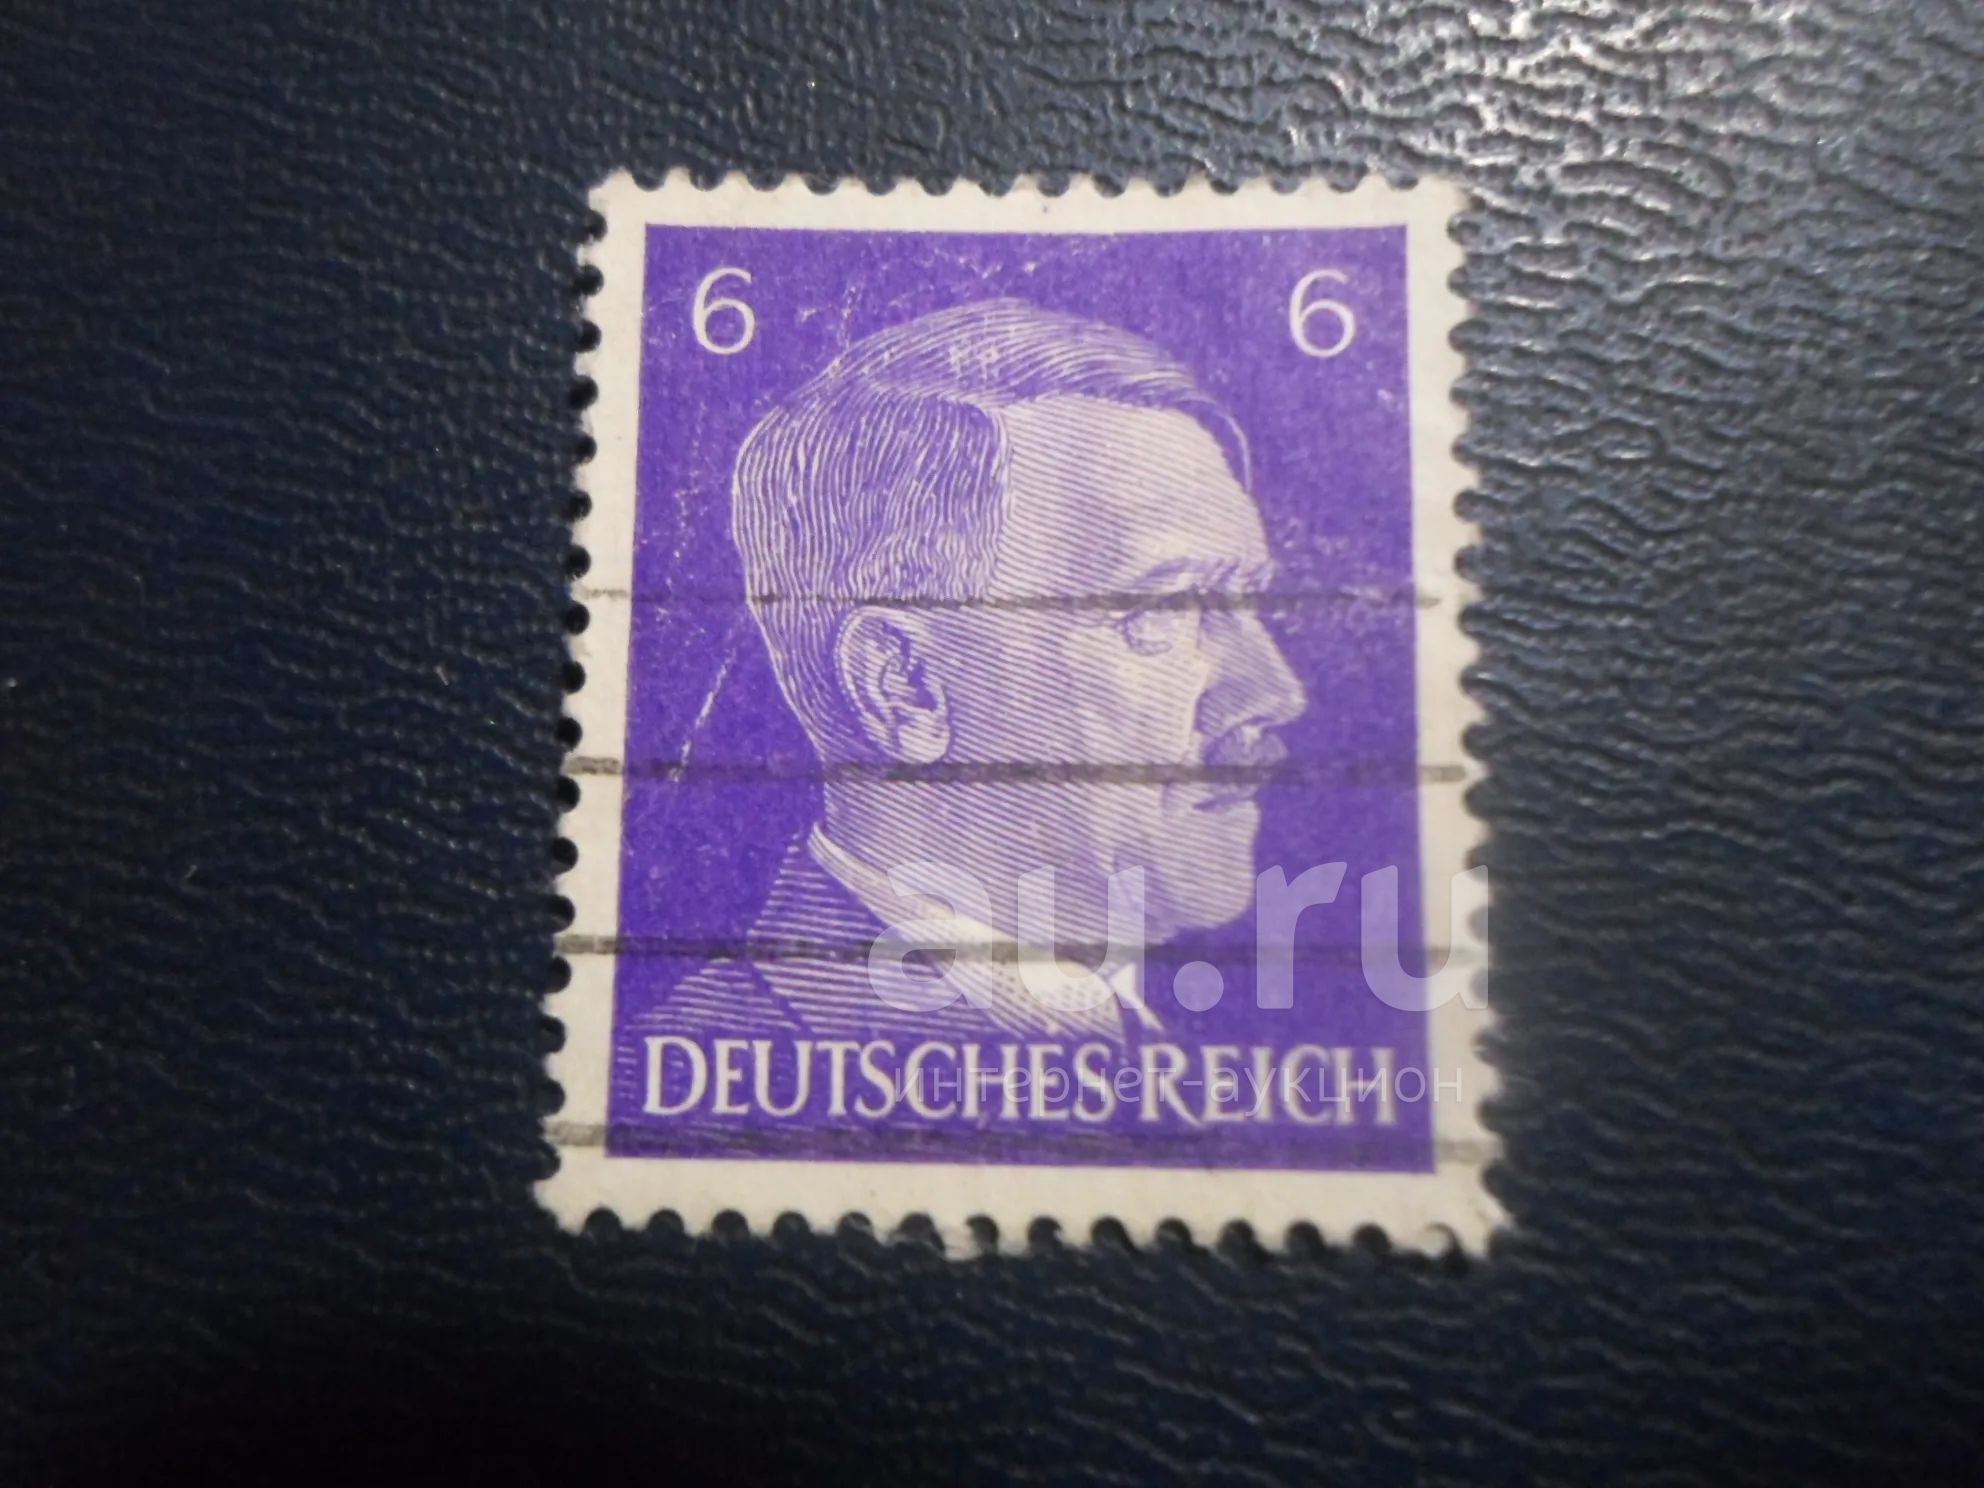 6 6
au.ru
DEUTSCHES REICH
интернет-аукцион